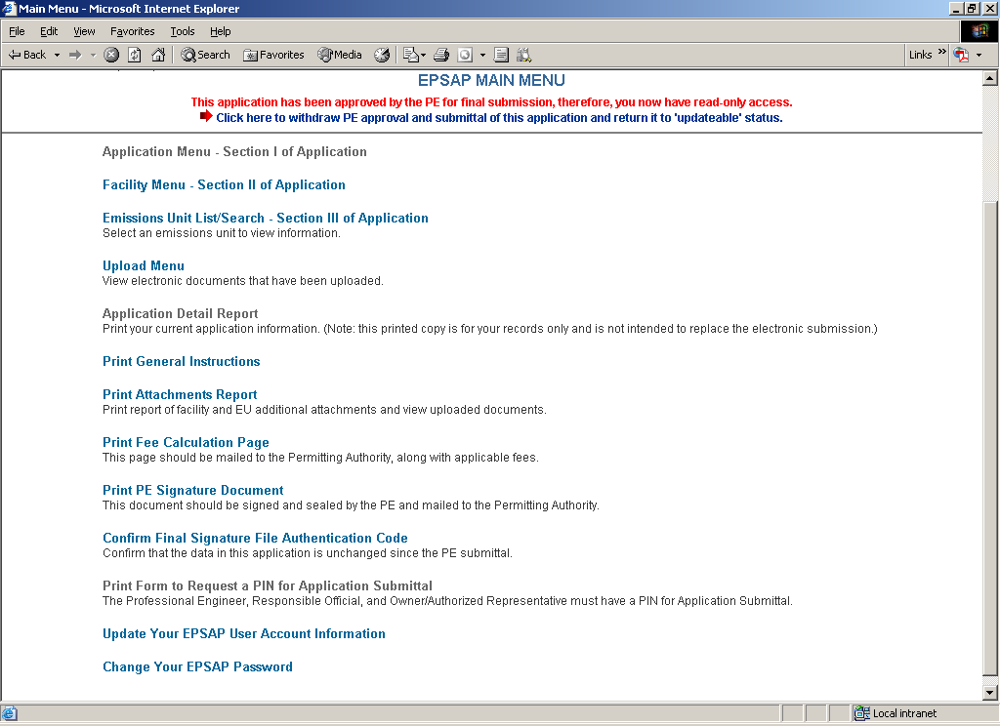 Main Menu - Microsoft Internet Explorer
File Edit View Favorites Tools Help
Back Search Favorites Media Links »
EPSAP MAIN MENU
This application has been approved by the PE for final submission, therefore, you now have read-only access.
Click here to withdraw PE approval and submittal of this application and return it to 'updateable' status.
Application Menu - Section I of Application
Facility Menu - Section II of Application
Emissions Unit List/Search - Section III of Application
Select an emissions unit to view information.
Upload Menu
View electronic documents that have been uploaded.
Application Detail Report
Print your current application information. (Note: this printed copy is for your records only and is not intended to replace the electronic submission.)
Print General Instructions
Print Attachments Report
Print report of facility and EU additional attachments and view uploaded documents.
Print Fee Calculation Page
This page should be mailed to the Permitting Authority, along with applicable fees.
Print PE Signature Document
This document should be signed and sealed by the PE and mailed to the Permitting Authority.
Confirm Final Signature File Authentication Code
Confirm that the data in this application is unchanged since the PE submittal.
Print Form to Request a PIN for Application Submittal
The Professional Engineer, Responsible Official, and Owner/Authorized Representative must have a PIN for Application Submittal.
Update Your EPSAP User Account Information
Change Your EPSAP Password
Local intranet